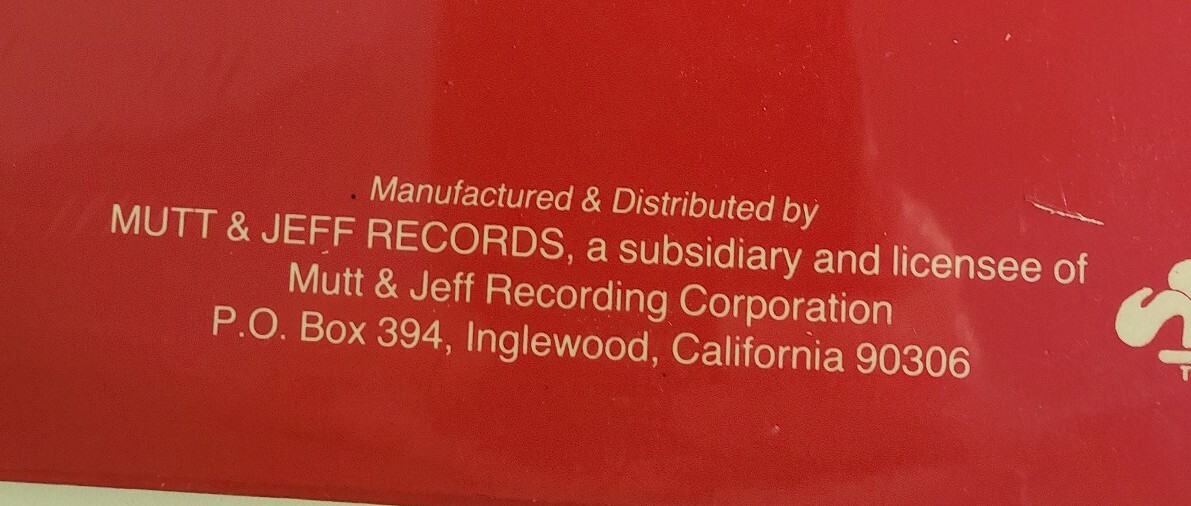 Manufactured & Distributed by
MUTT & JEFF RECORDS, a subsidiary and licensee of
Mutt & Jeff Recording Corporation
P.O. Box 394, Inglewood, California 90306